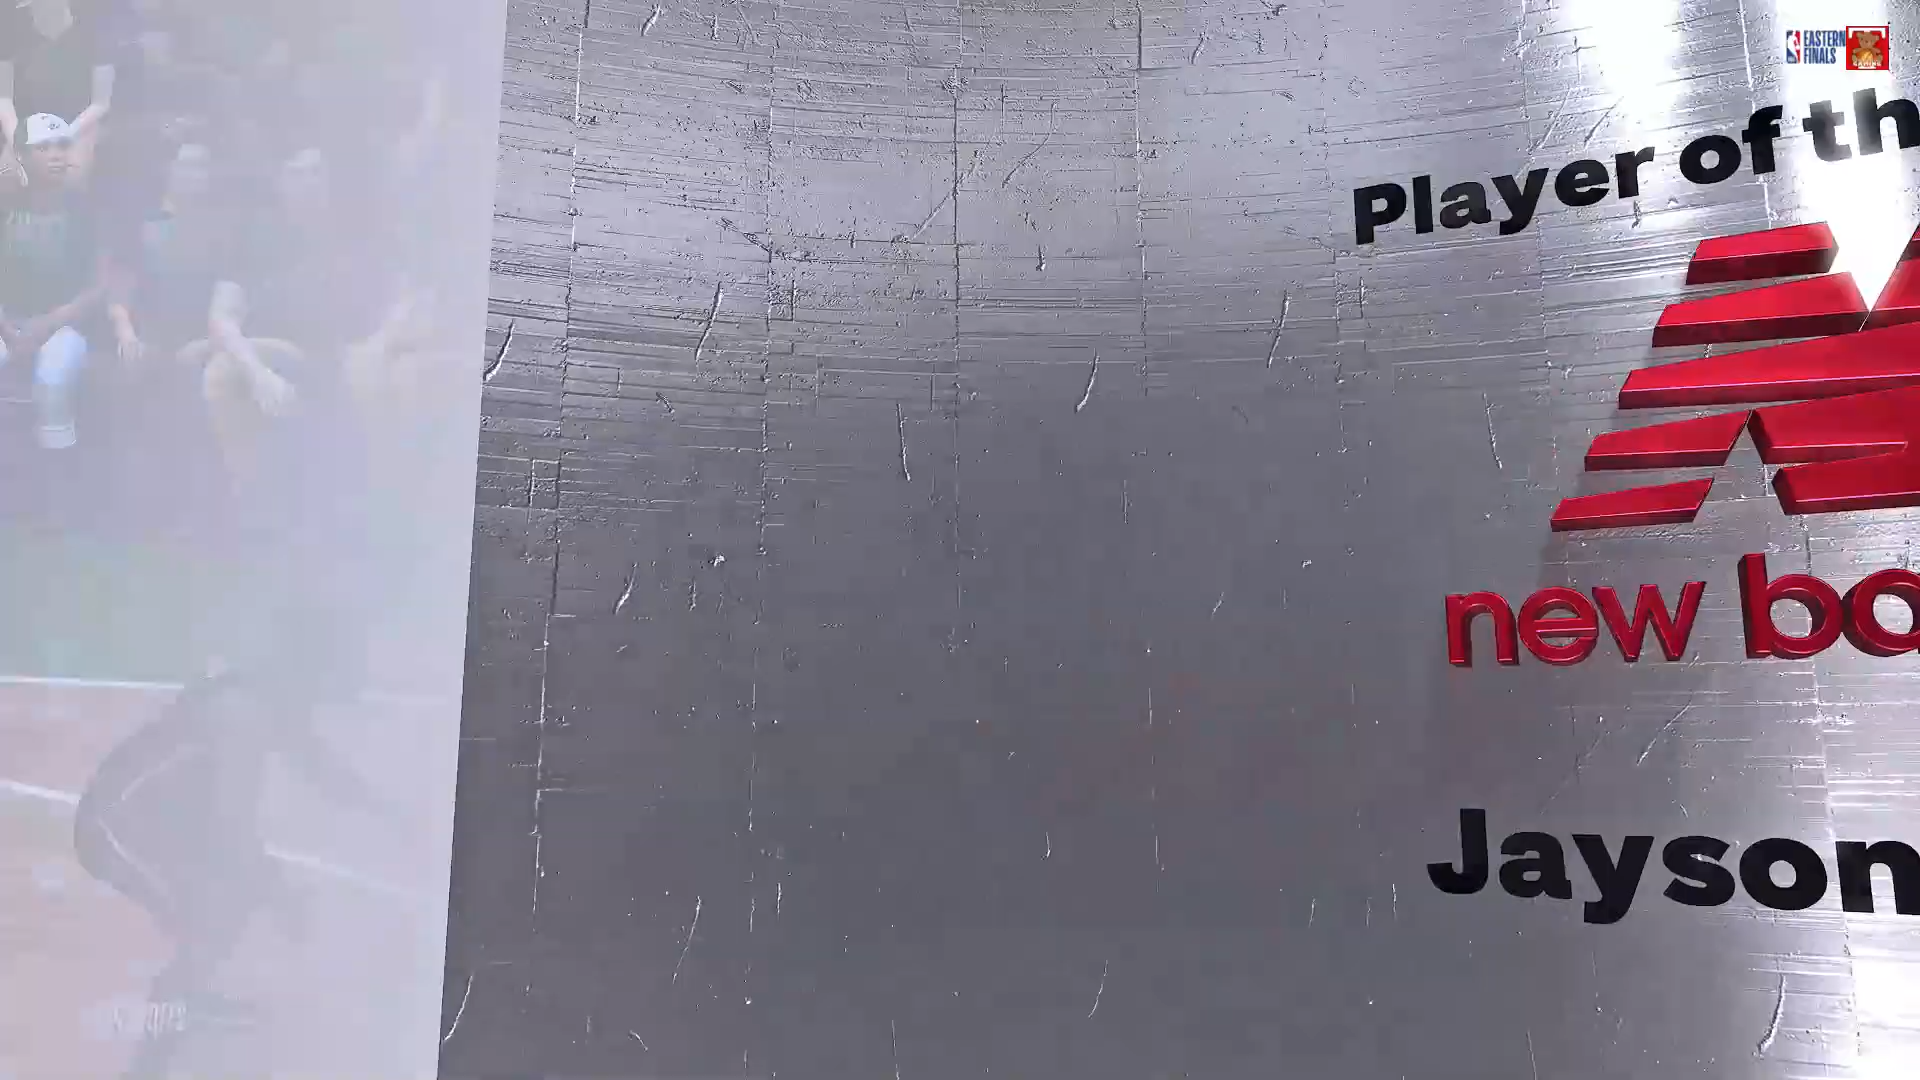 EASTERN
FINALS
Player of th
new ba
Jayson